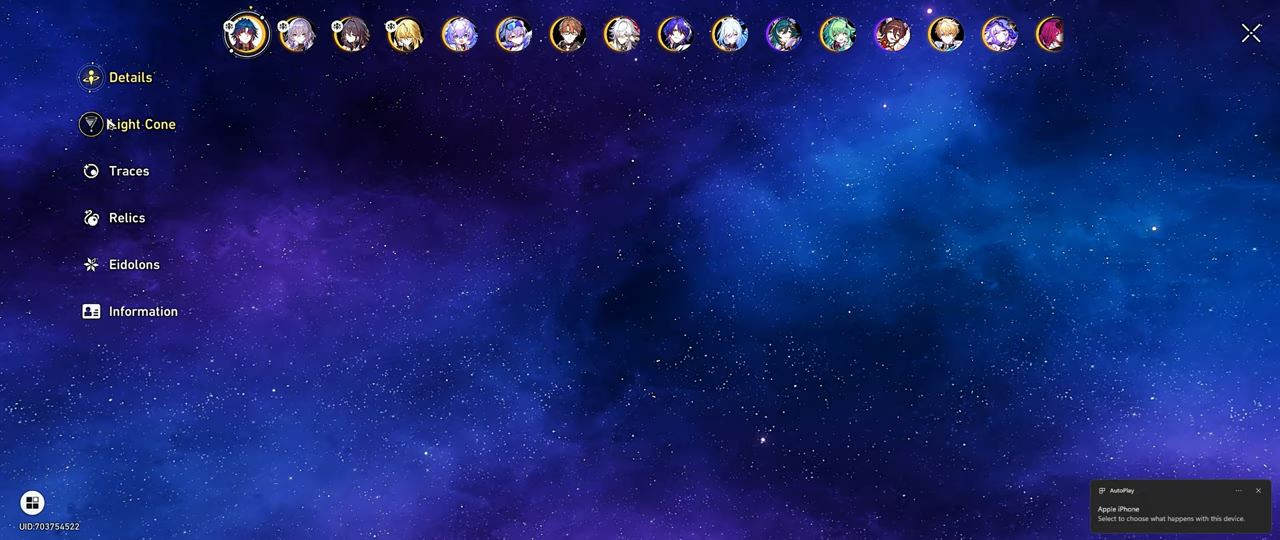 Details
Light Cone
Traces
Relics
Eidolons
Information
UID:703754522
AutoPlay
Apple iPhone
Select to choose what happens with this device.